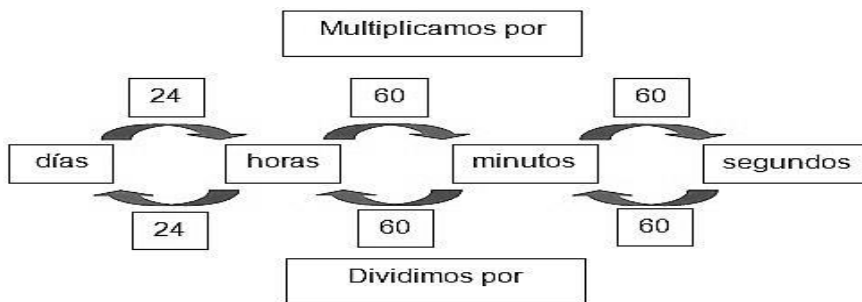 Multiplicamos por
24 60 60
días horas minutos segundos
24 60 60
Dividimos por